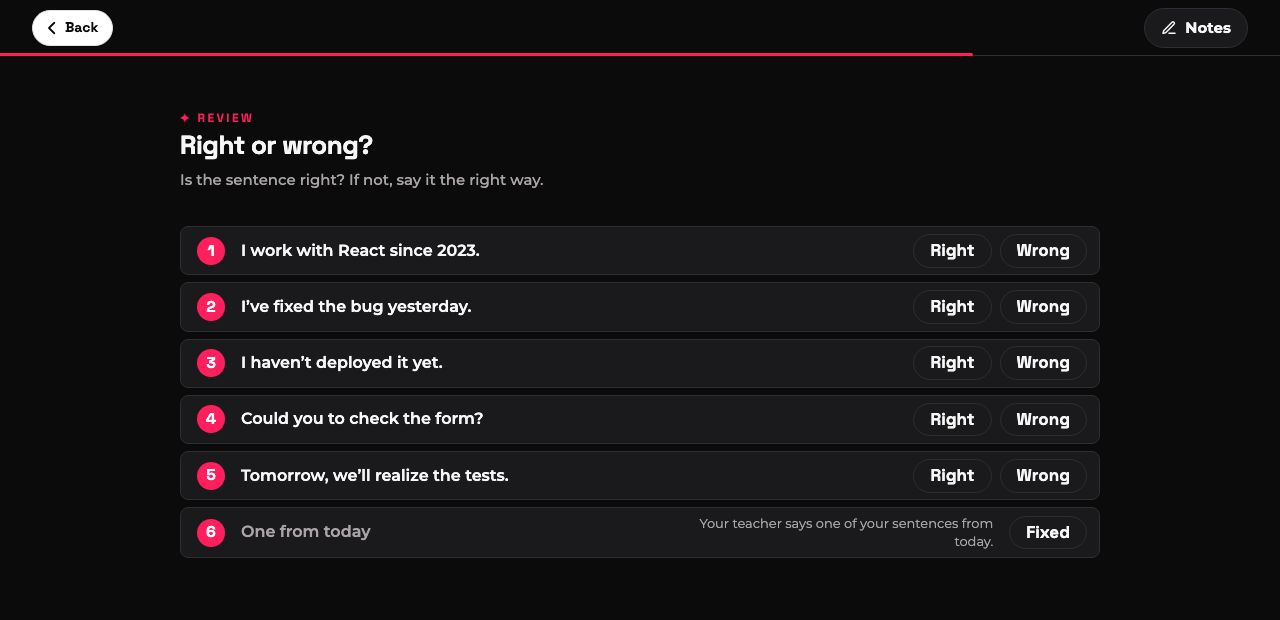 Back
Notes
✦ REVIEW
Right or wrong?
Is the sentence right? If not, say it the right way.
1 I work with React since 2023. Right Wrong
2 I’ve fixed the bug yesterday. Right Wrong
3 I haven’t deployed it yet. Right Wrong
4 Could you to check the form? Right Wrong
5 Tomorrow, we’ll realize the tests. Right Wrong
6 One from today Your teacher says one of your sentences from
today. Fixed